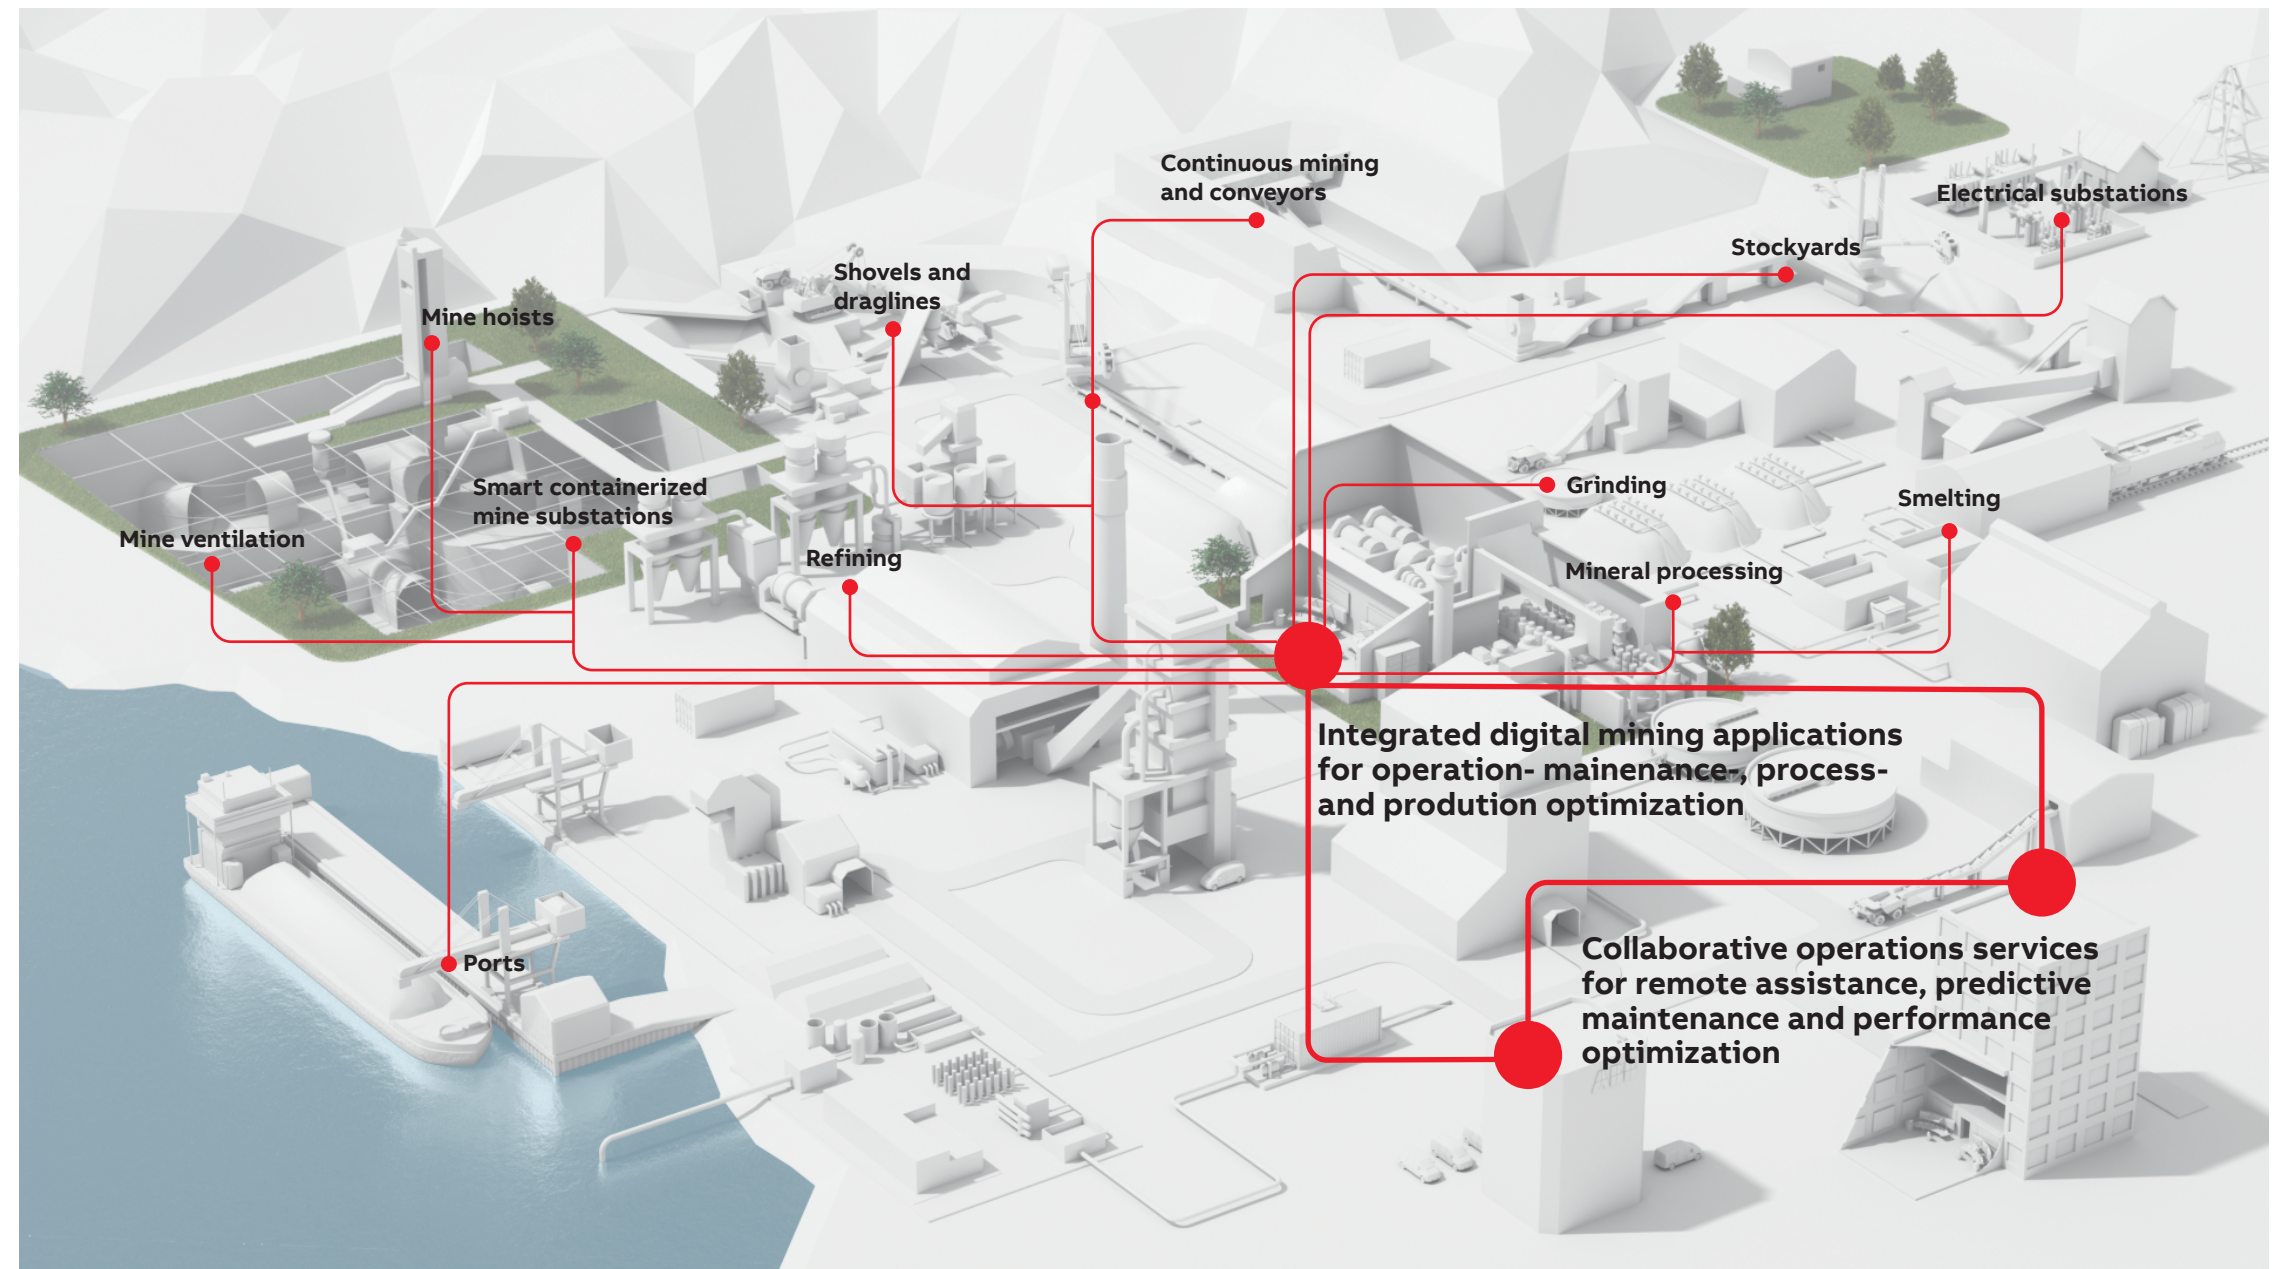 Continuous mining
and conveyors
Electrical substations
Stockyards
Shovels and
draglines
Mine hoists
Smart containerized
mine substations
Grinding
Smelting
Mine ventilation
Refining
Mineral processing
Integrated digital mining applications
for operation- mainenance-, process-
and prodution optimization
Collaborative operations services
for remote assistance, predictive
maintenance and performance
optimization
Ports
ABB